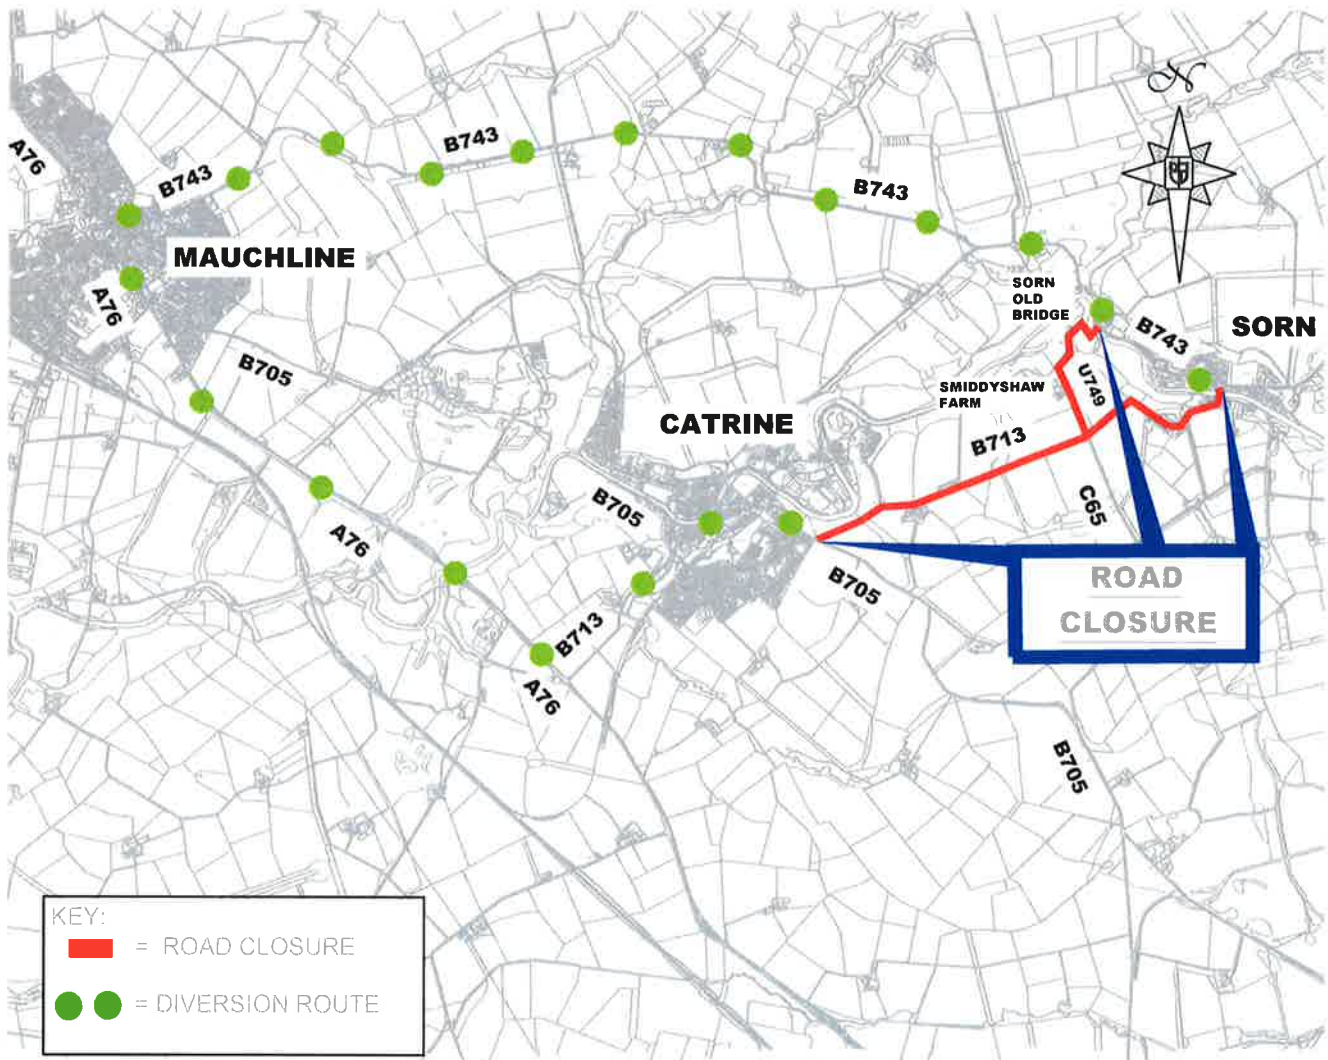 N
A76
B743
B743
B743
MAUCHLINE
A76
SORN
OLD
BRIDGE
B743
SORN
B705
SMIDDYSHAW
FARM
U749
CATRINE
B713
B705
C65
A76
B705
ROAD
CLOSURE
B713
A76
B705
KEY:
= ROAD CLOSURE
= DIVERSION ROUTE